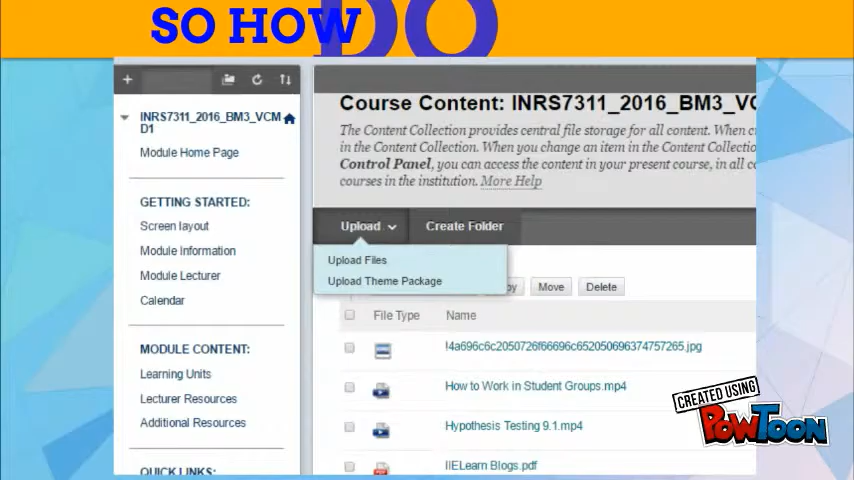 SO HOW
DO
INRS7311_2016_BM3_VCM
D1
Module Home Page
GETTING STARTED:
Screen layout
Module Information
Module Lecturer
Calendar
MODULE CONTENT:
Learning Units
Lecturer Resources
Additional Resources
QUICK LINKS:
Course Content: INRS7311_2016_BM3_VC
The Content Collection provides central file storage for all content. When c
in the Content Collection. When you change an item in the Content Collectio
Control Panel, you can access the content in your present course, in all c
courses in the institution. More Help
Upload
Create Folder
Upload Files
Upload Theme Package
py
Move
Delete
File Type
Name
!4a696c6c2050726f66696c652050696374757265.jpg
How to Work in Student Groups.mp4
Hypothesis Testing 9.1.mp4
IIELearn Blogs.pdf
CREATED USING
POWTOON